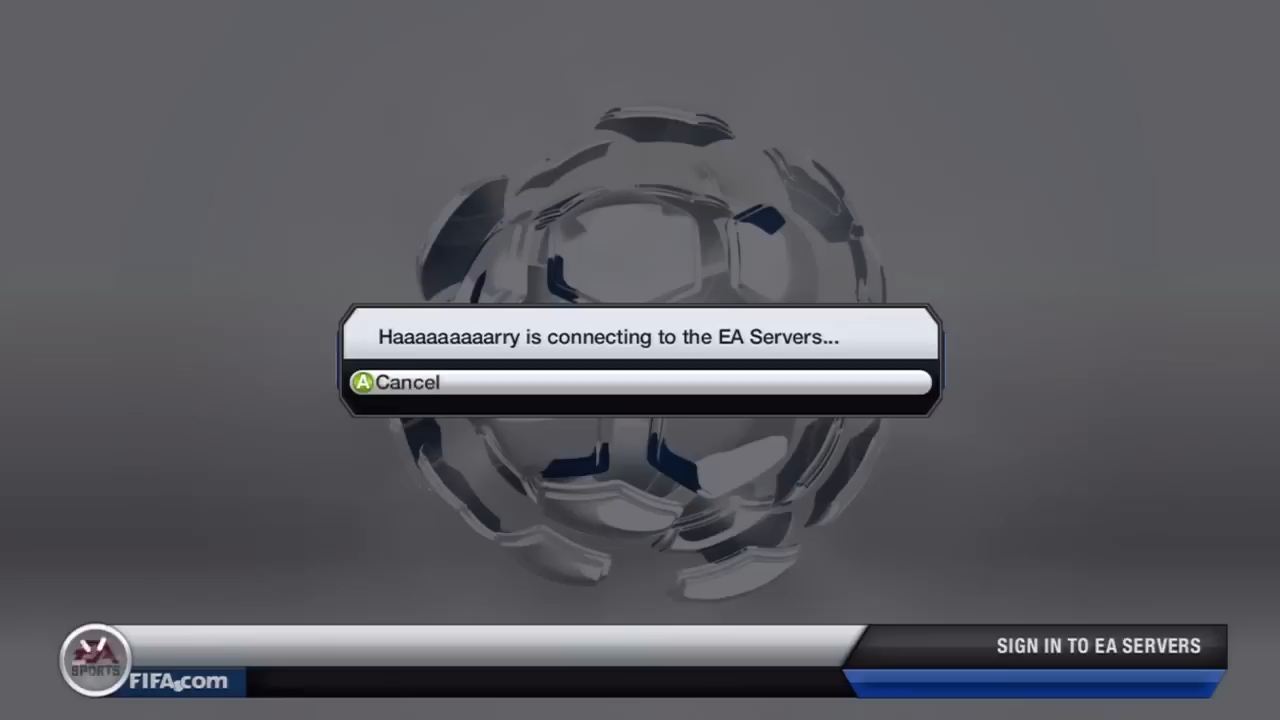 Haaaaaaaaarry is connecting to the EA Servers...
A Cancel
SIGN IN TO EA SERVERS
EA
SPORTS
FIFA.com